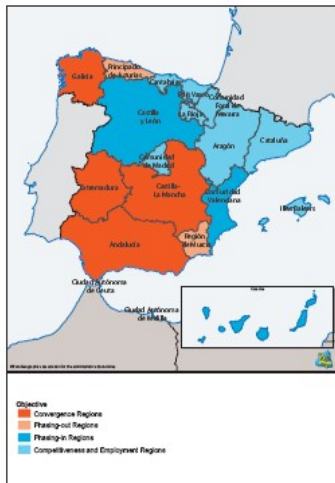 Galicia
Principado
de Asturias
Cantabria
País Vasco
Comunidad
Foral de
Navarra
La Rioja
Castilla
y León
Aragón
Cataluña
Comunidad
de Madrid
Extremadura
Castilla-
La Mancha
Comunidad
Valenciana
Illes Balears
Andalucía
Región
de Murcia
Ciudad Autónoma
de Ceuta
Ciudad Autónoma
de Melilla
Canarias
Objective
Convergence Regions
Phasing-out Regions
Phasing-in Regions
Competitiveness and Employment Regions